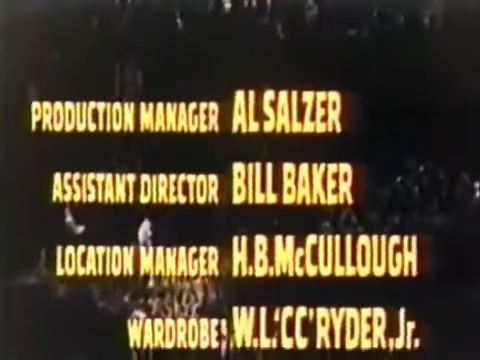 PRODUCTION MANAGER AL SALZER
ASSISTANT DIRECTOR BILL BAKER
LOCATION MANAGER H.B.McCULLOUGH
WARDROBE W.L.'CC' RYDER, Jr.